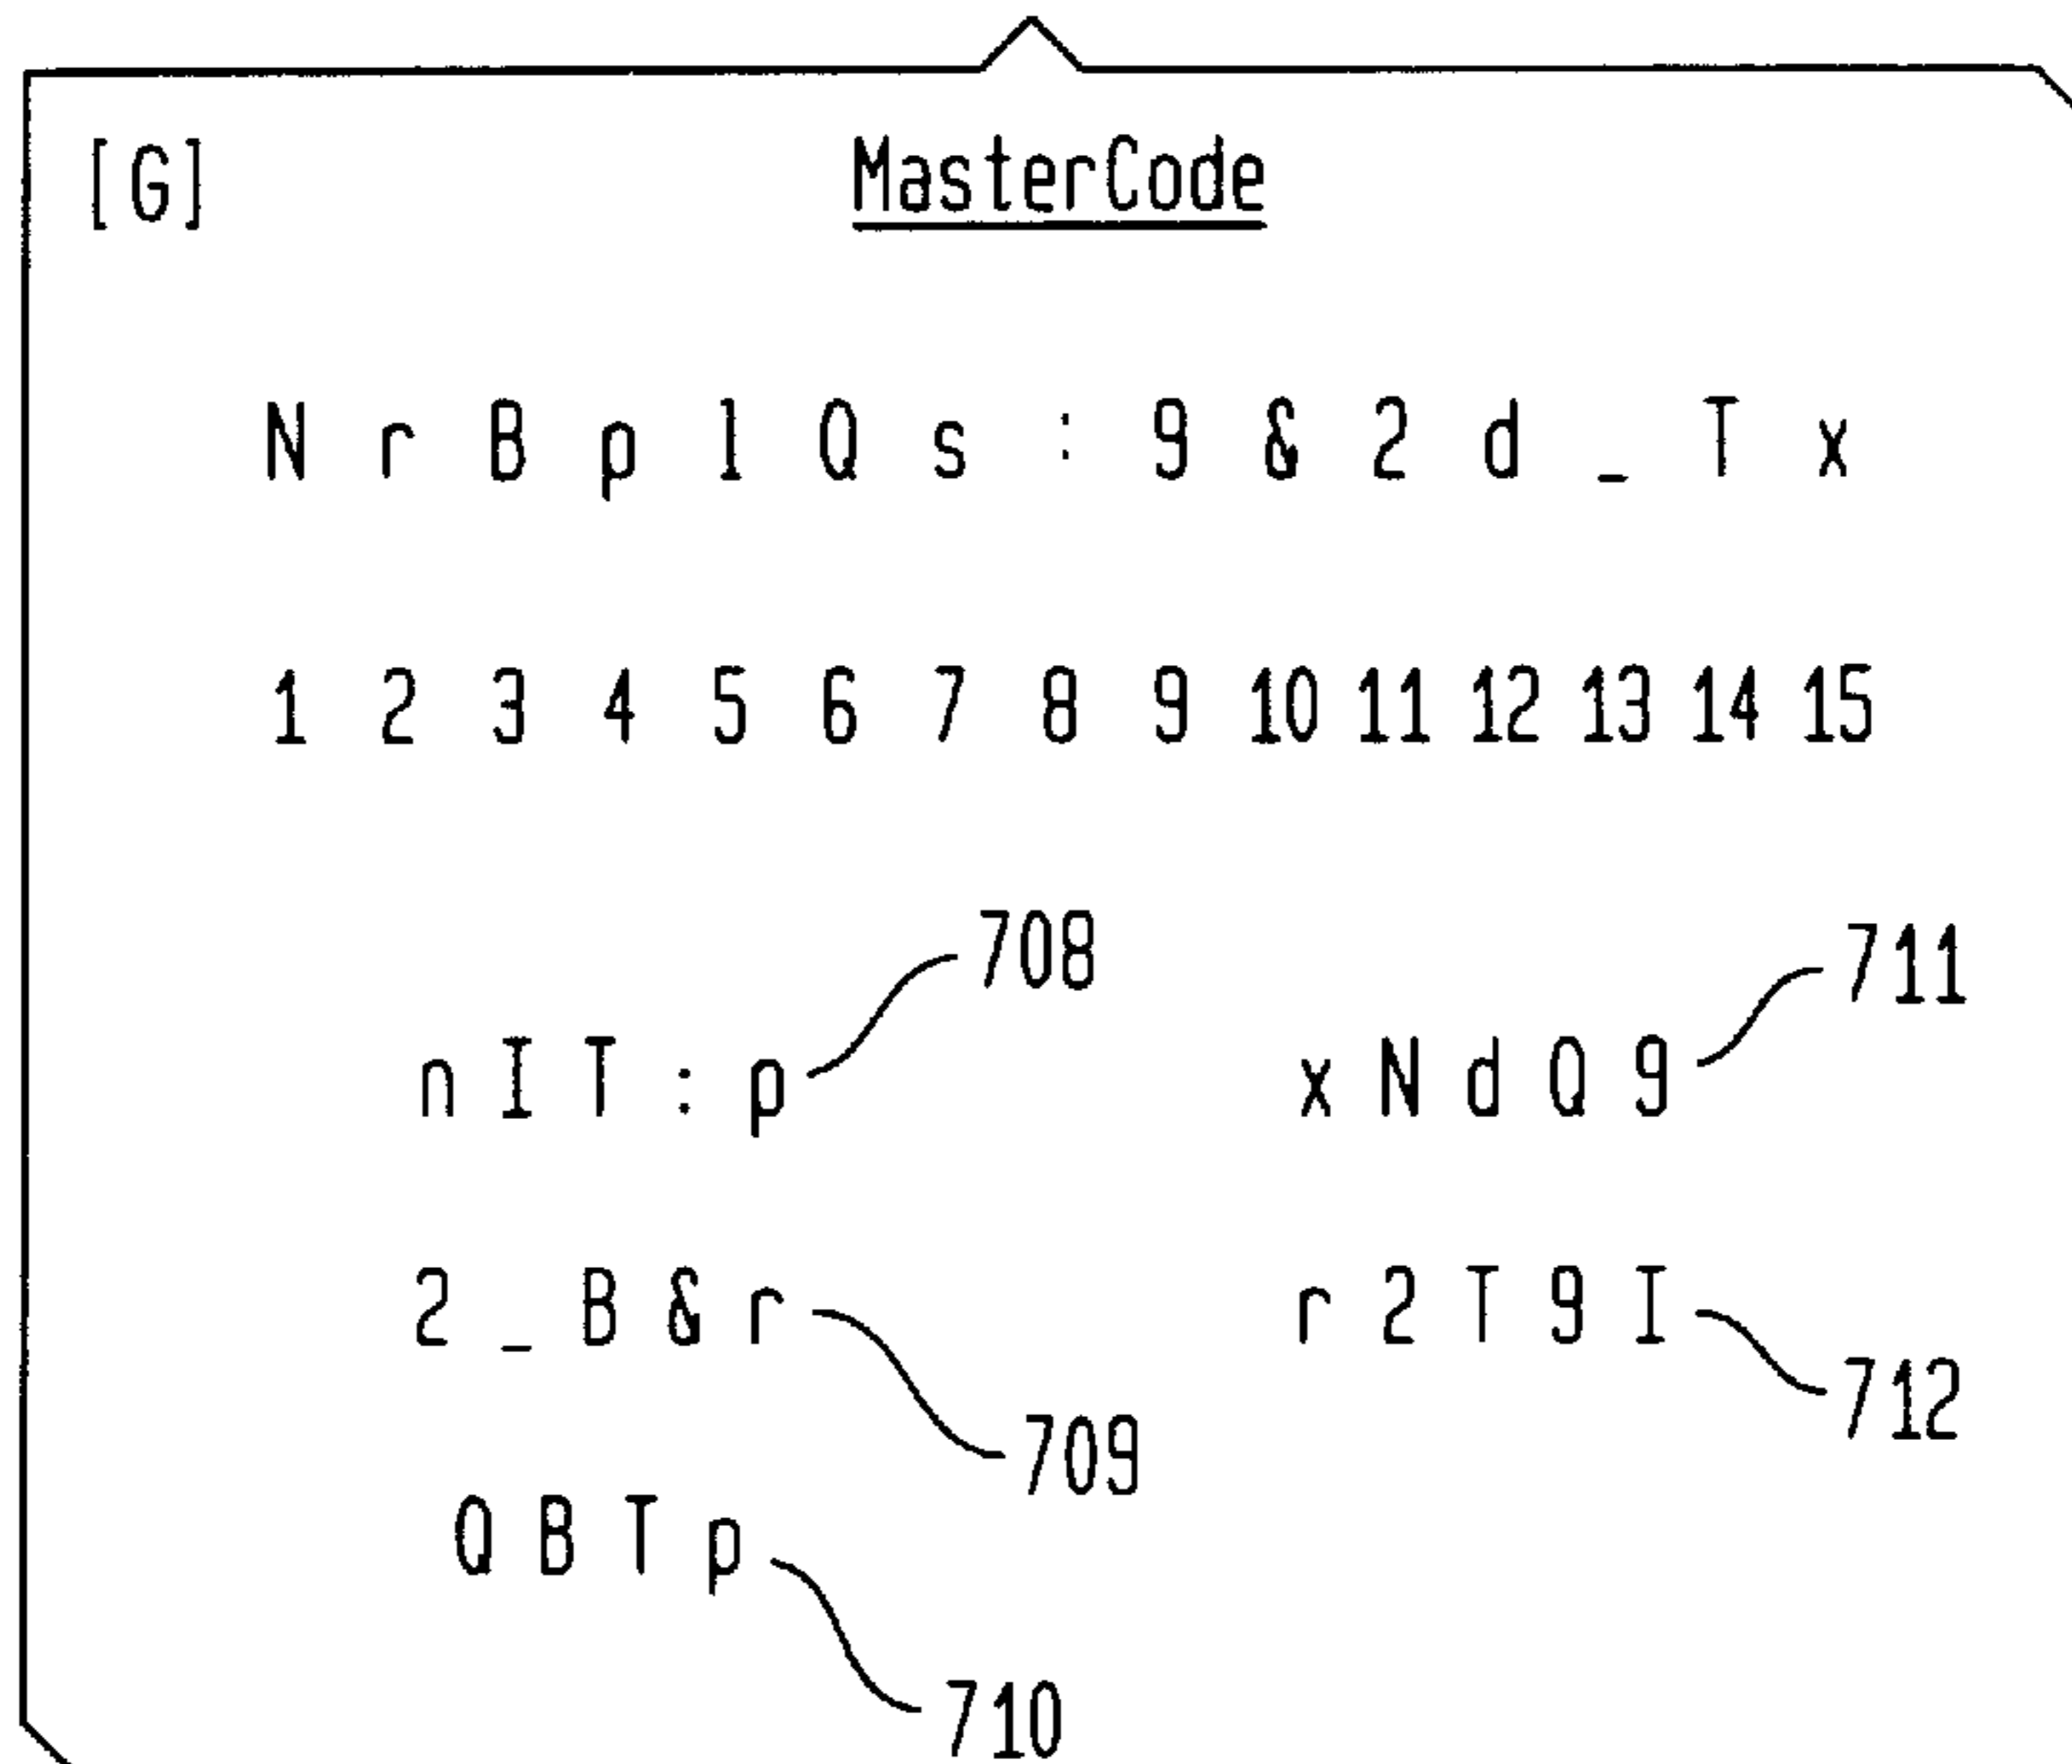 [G] MasterCode
N r B p l Q s : 9 & 2 d _ T x
1 2 3 4 5 6 7 8 9 10 11 12 13 14 15
708 711
n I T : p x N d Q 9
2 _ B & r r 2 T 9 I
712
709
Q B T p
710